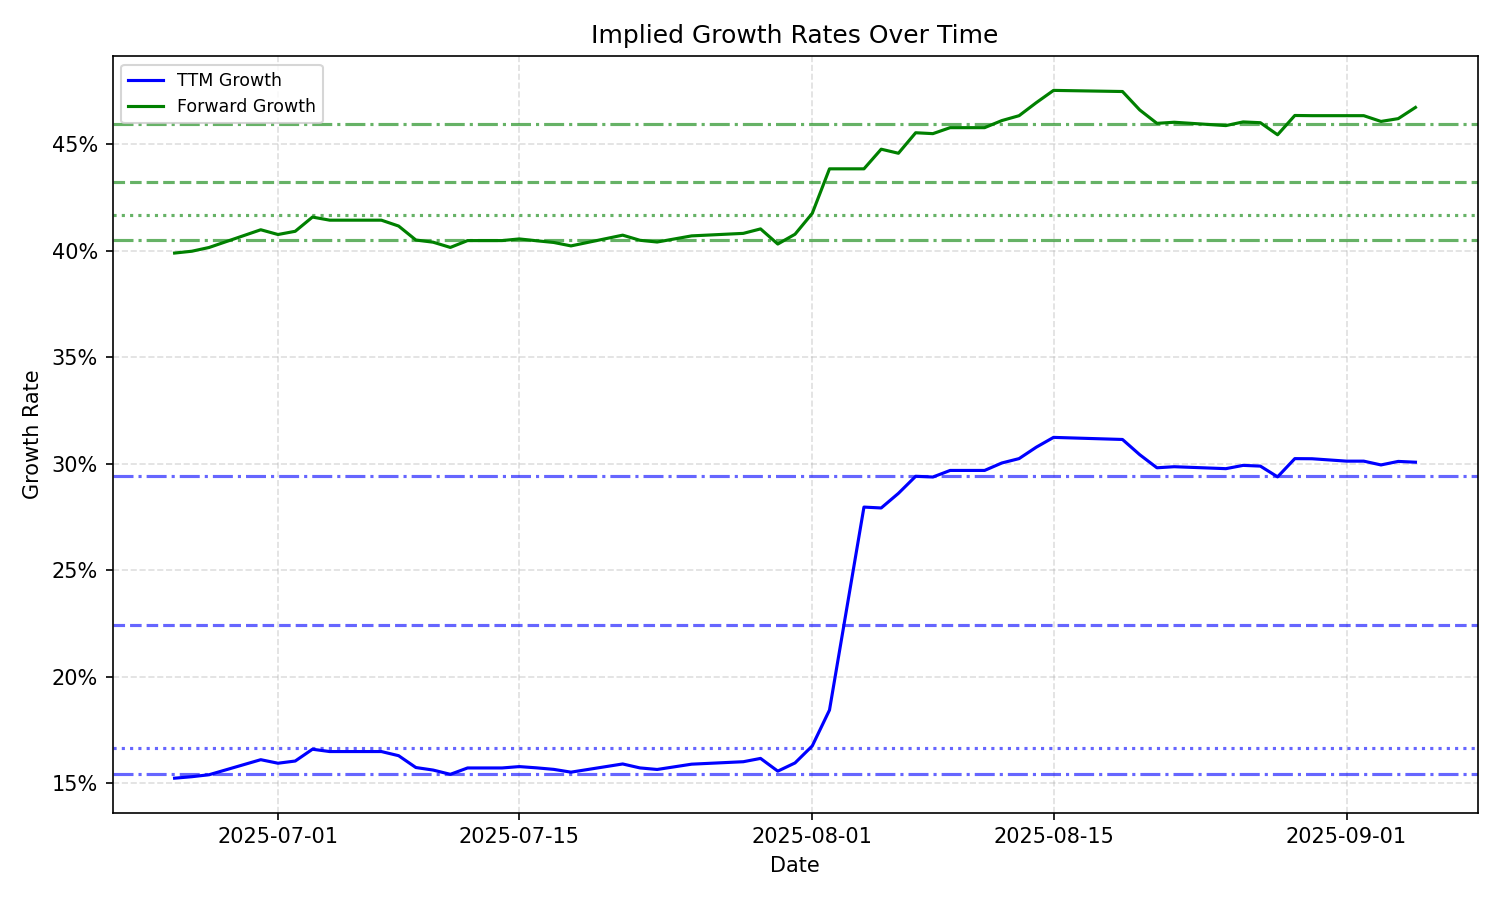 Implied Growth Rates Over Time
TTM Growth
Forward Growth
45%
40%
35%
30%
25%
20%
15%
Growth Rate
2025-07-01
2025-07-15
2025-08-01
2025-08-15
2025-09-01
Date